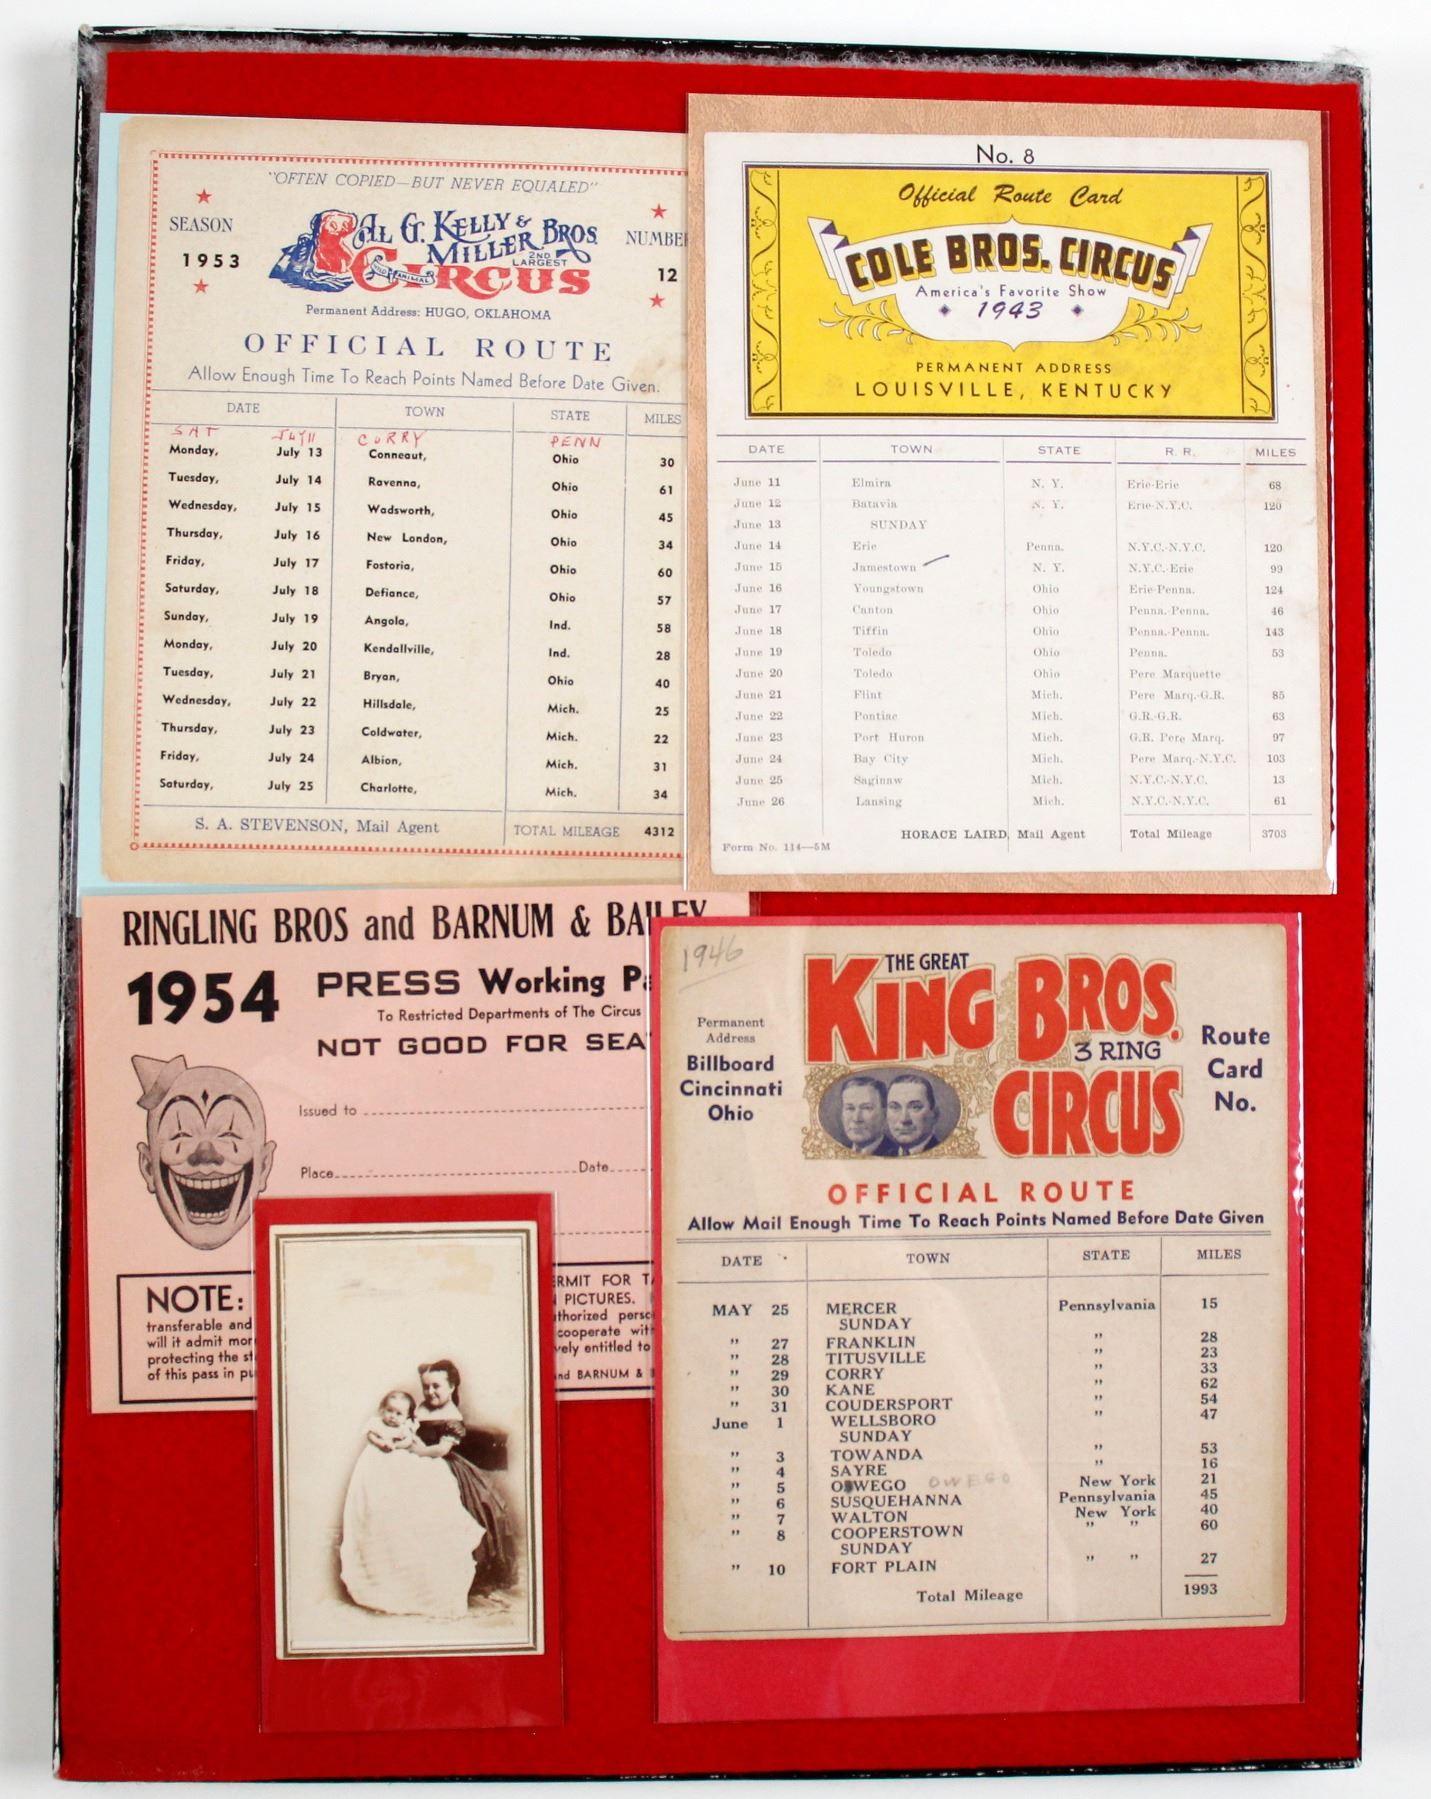 "OFTEN COPIED—BUT NEVER EQUALED"
SEASON
1953
AL G. KELLY &
MILLER BROS
2ND
LARGEST
WILD ANIMAL
CIRCUS
NUMBE
12
Permanent Address: HUGO, OKLAHOMA
OFFICIAL ROUTE
Allow Enough Time To Reach Points Named Before Date Given.
DATE TOWN STATE MILES
SAT JULY 11 CORRY PENN
Monday, July 13 Conneaut, Ohio 30
Tuesday, July 14 Ravenna, Ohio 61
Wednesday, July 15 Wadsworth, Ohio 45
Thursday, July 16 New London, Ohio 34
Friday, July 17 Fostoria, Ohio 60
Saturday, July 18 Defiance, Ohio 57
Sunday, July 19 Angola, Ind. 58
Monday, July 20 Kendallville, Ind. 28
Tuesday, July 21 Bryan, Ohio 40
Wednesday, July 22 Hillsdale, Mich. 25
Thursday, July 23 Coldwater, Mich. 22
Friday, July 24 Albion, Mich. 31
Saturday, July 25 Charlotte, Mich. 34
S. A. STEVENSON, Mail Agent TOTAL MILEAGE 4312
No. 8
Official Route Card
COLE BROS. CIRCUS
America's Favorite Show
1943
PERMANENT ADDRESS
LOUISVILLE, KENTUCKY
DATE TOWN STATE R. R. MILES
June 11 Elmira N. Y. Erie-Erie 68
June 12 Batavia N. Y. Erie-N.Y.C. 120
June 13 SUNDAY
June 14 Erie Penna. N.Y.C.-N.Y.C. 120
June 15 Jamestown N. Y. N.Y.C.-Erie 99
June 16 Youngstown Ohio Erie-Penna. 124
June 17 Canton Ohio Penna.-Penna. 46
June 18 Tiffin Ohio Penna.-Penna. 143
June 19 Toledo Ohio Penna. 53
June 20 Toledo Ohio Pere Marquette
June 21 Flint Mich. Pere Marq.-G.R. 85
June 22 Pontiac Mich. G.R.-G.R. 63
June 23 Port Huron Mich. G.R. Pere Marq. 97
June 24 Bay City Mich. Pere Marq.-N.Y.C. 103
June 25 Saginaw Mich. N.Y.C.-N.Y.C. 13
June 26 Lansing Mich. N.Y.C.-N.Y.C. 61
HORACE LAIRD, Mail Agent Total Mileage 3703
Form No. 114—5M
RINGLING BROS and BARNUM & BAILEY
1954
PRESS Working Pa
To Restricted Departments of The Circus
NOT GOOD FOR SEA
Issued to
Place Date
NOTE:
transferable and
will it admit mor
protecting the st
of this pass in pu
RMIT FOR TA
PICTURES.
thorized perso
cooperate wit
vely entitled to
nd BARNUM &
1946
Permanent
Address
Billboard
Cincinnati
Ohio
THE GREAT
KING BROS.
3 RING
CIRCUS
Route
Card
No.
OFFICIAL ROUTE
Allow Mail Enough Time To Reach Points Named Before Date Given
DATE TOWN STATE MILES
MAY 25 MERCER Pennsylvania 15
SUNDAY
" 27 FRANKLIN " 28
" 28 TITUSVILLE " 23
" 29 CORRY " 33
" 30 KANE " 62
" 31 COUDERSPORT " 54
June 1 WELLSBORO " 47
SUNDAY
" 3 TOWANDA " 53
" 4 SAYRE " 16
" 5 OSWEGO OWEGO New York 21
" 6 SUSQUEHANNA Pennsylvania 45
" 7 WALTON New York 40
" 8 COOPERSTOWN " " 60
SUNDAY
" 10 FORT PLAIN " " 27
Total Mileage 1993